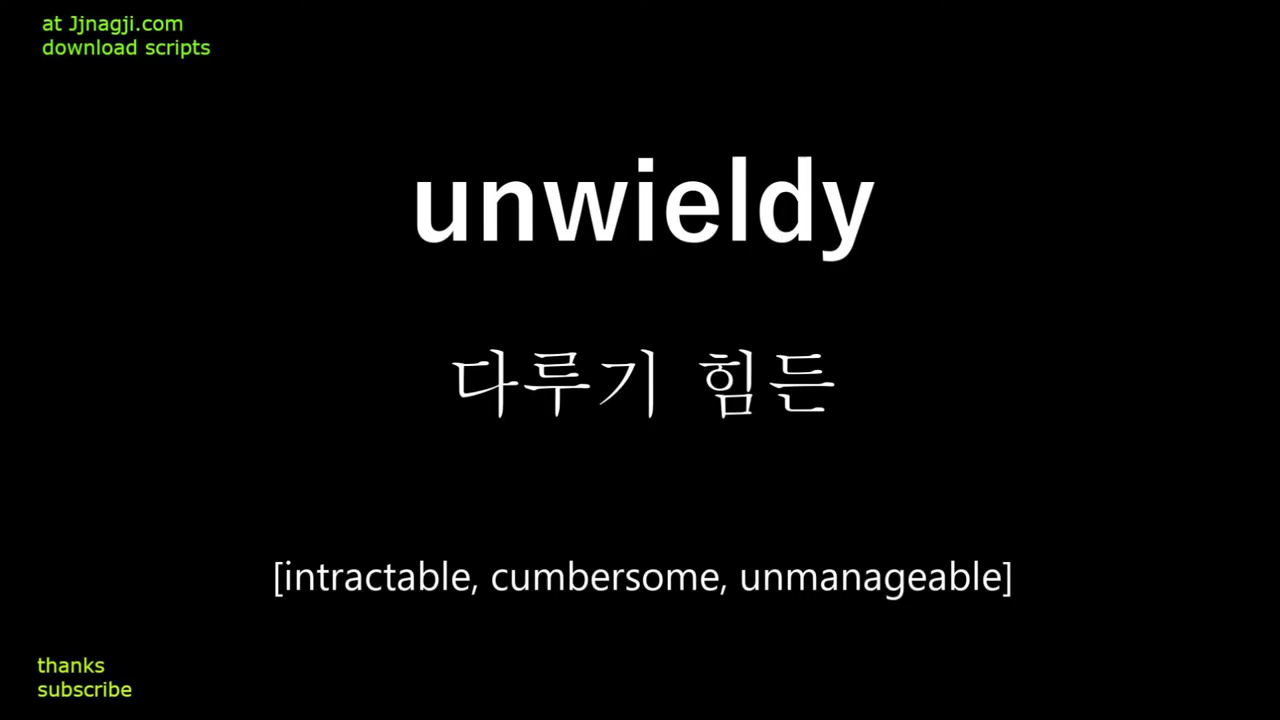 at Jjnagji.com
download scripts
unwieldy
다루기 힘든
[intractable, cumbersome, unmanageable]
thanks
subscribe